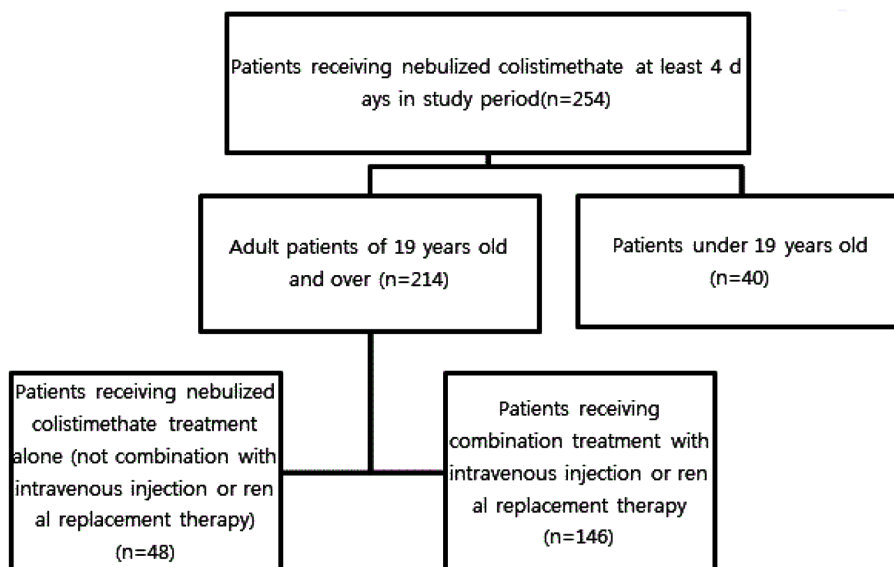 Patients receiving nebulized colistimethate at least 4 d
ays in study period(n=254)
Adult patients of 19 years old
and over (n=214)
Patients under 19 years old
(n=40)
Patients receiving nebulized
colistimethate treatment
alone (not combination with
intravenous injection or ren
al replacement therapy)
(n=48)
Patients receiving
combination treatment with
intravenous injection or ren
al replacement therapy
(n=146)